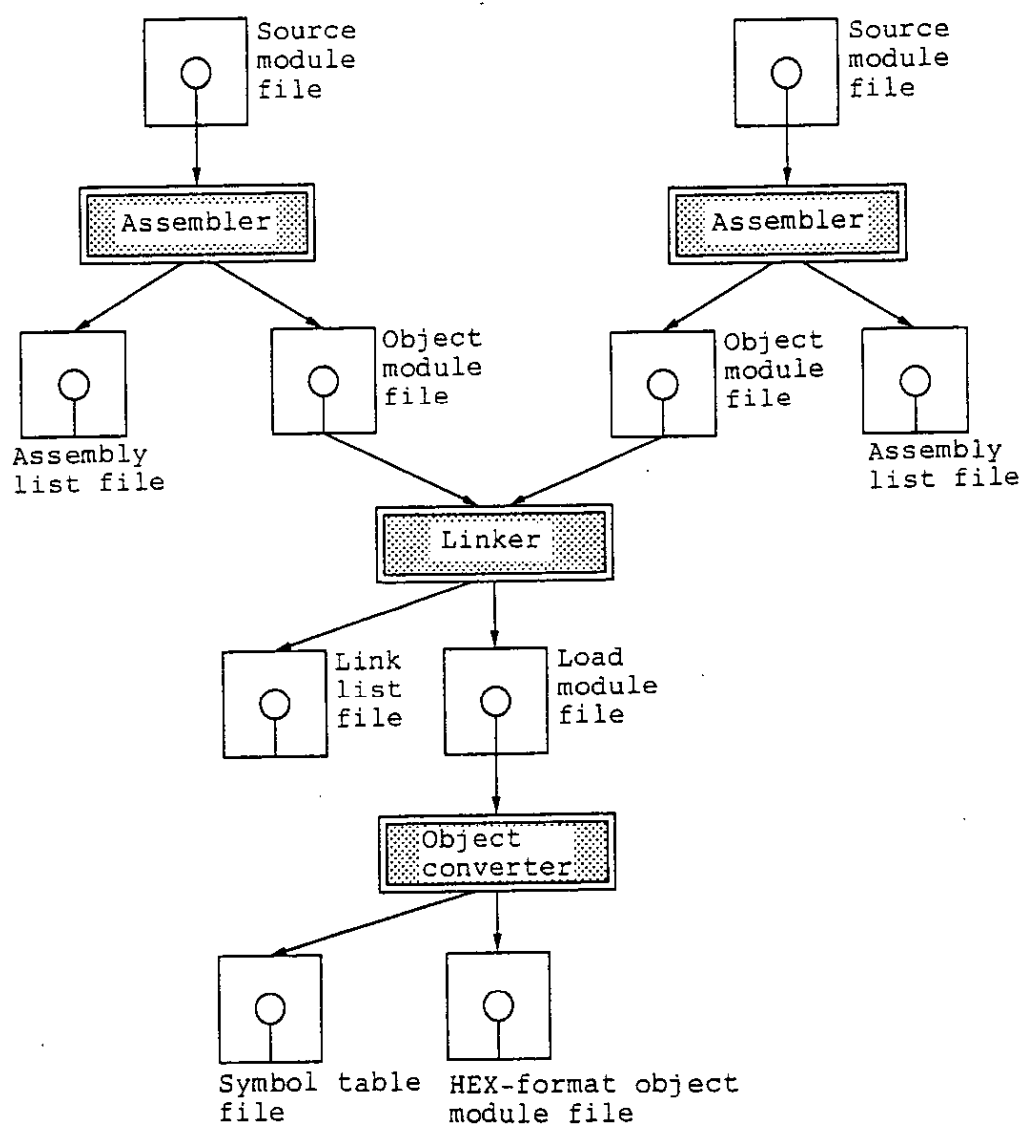 Source
module
file
Source
module
file
Assembler
Assembler
Object
module
file
Object
module
file
Assembly
list file
Assembly
list file
Linker
Link
list
file
Load
module
file
Object
converter
Symbol table
file
HEX-format object
module file